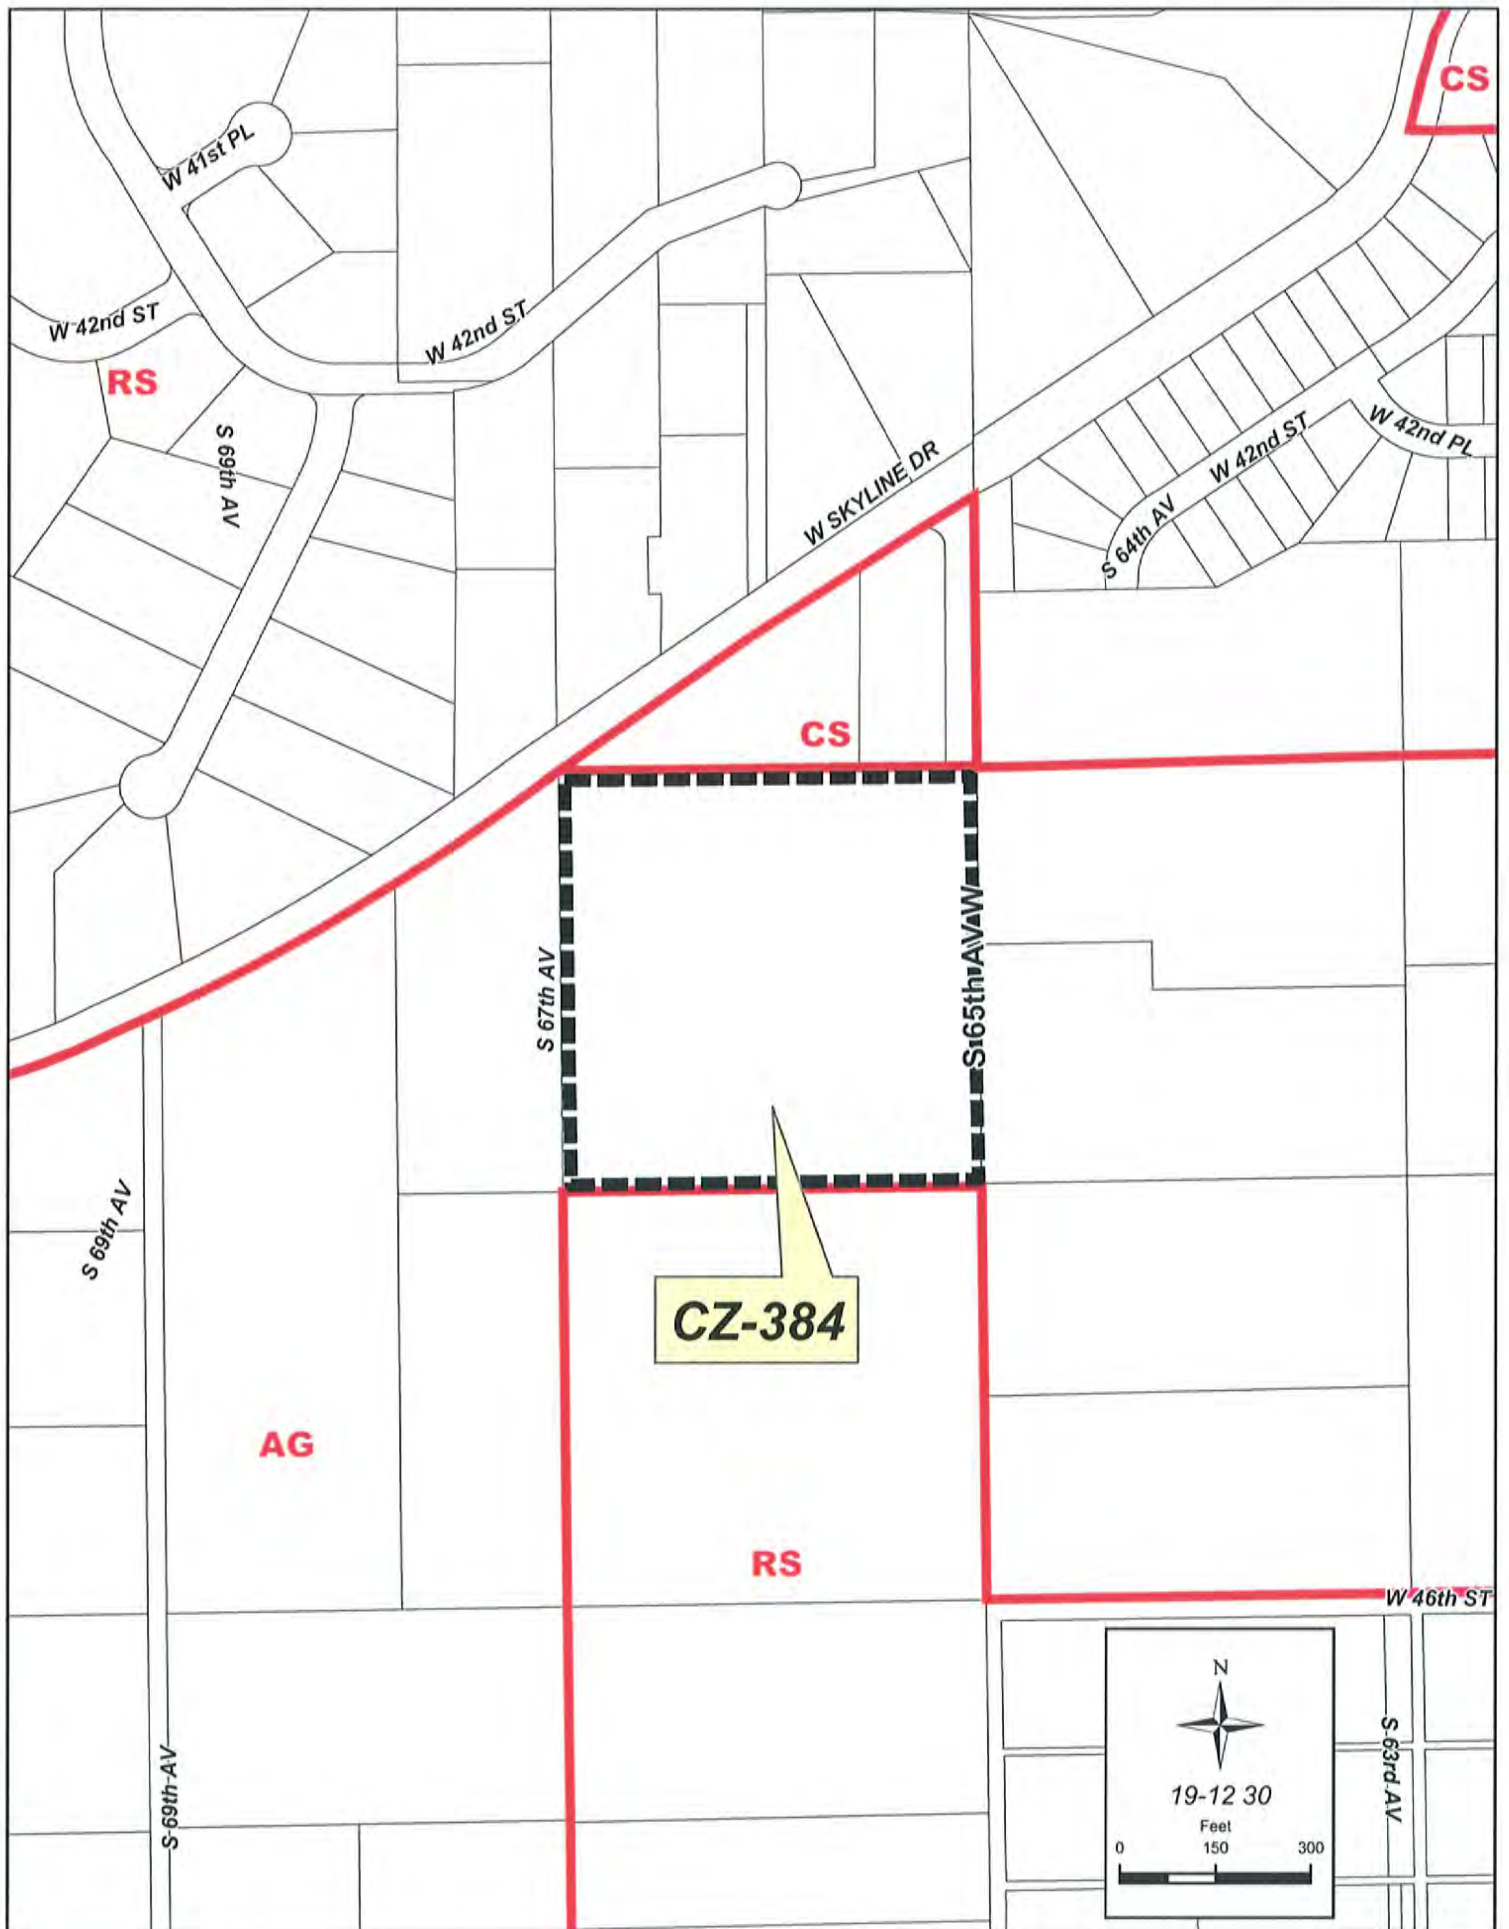 CS
W 41st PL
W 42nd ST
W 42nd ST
RS
S 69th AV
W 42nd PL
W 42nd ST
W SKYLINE DR
S 64th AV
CS
S 67th AV
S 65th AV W
S 69th AV
CZ-384
AG
RS
W 46th ST
N
S 69th AV
S 63rd AV
19-12 30
Feet
0 150 300